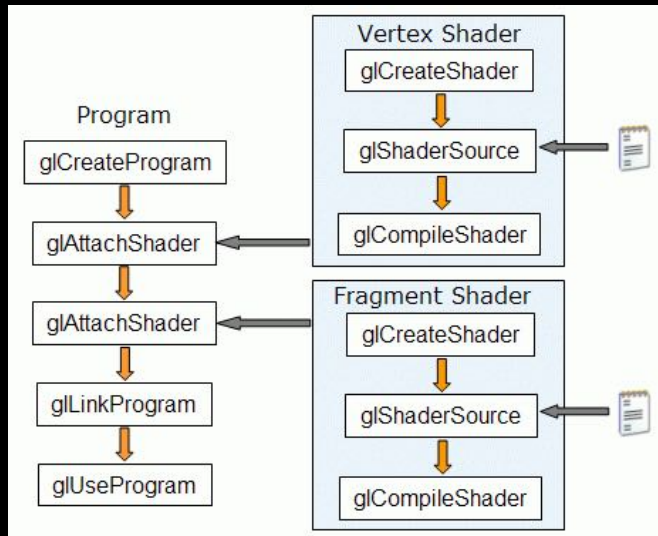 Program
glCreateProgram
glAttachShader
glAttachShader
glLinkProgram
glUseProgram
Vertex Shader
glCreateShader
glShaderSource
glCompileShader
Fragment Shader
glCreateShader
glShaderSource
glCompileShader